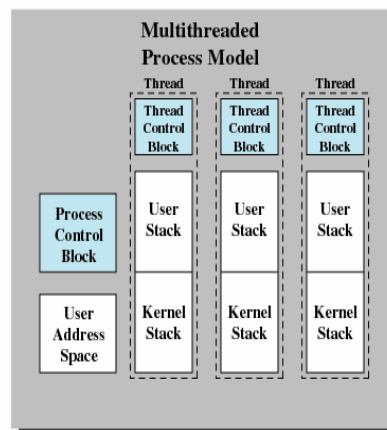 Multithreaded
Process Model
Thread
Thread
Thread
Thread
Control
Block
Thread
Control
Block
Thread
Control
Block
Process
Control
Block
User
Stack
User
Stack
User
Stack
User
Address
Space
Kernel
Stack
Kernel
Stack
Kernel
Stack